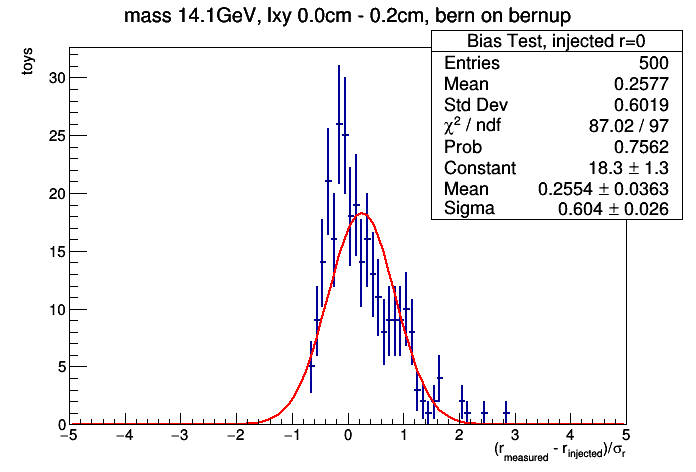 mass 14.1GeV, lxy 0.0cm - 0.2cm, bern on bernup
toys
Bias Test, injected r=0
Entries 500
Mean 0.2577
Std Dev 0.6019
χ² / ndf 87.02 / 97
Prob 0.7562
Constant 18.3 ± 1.3
Mean 0.2554 ± 0.0363
Sigma 0.604 ± 0.026
30
25
20
15
10
5
0
−5 −4 −3 −2 −1 0 1 2 3 4 5
(r_measured - r_injected)/σ_r